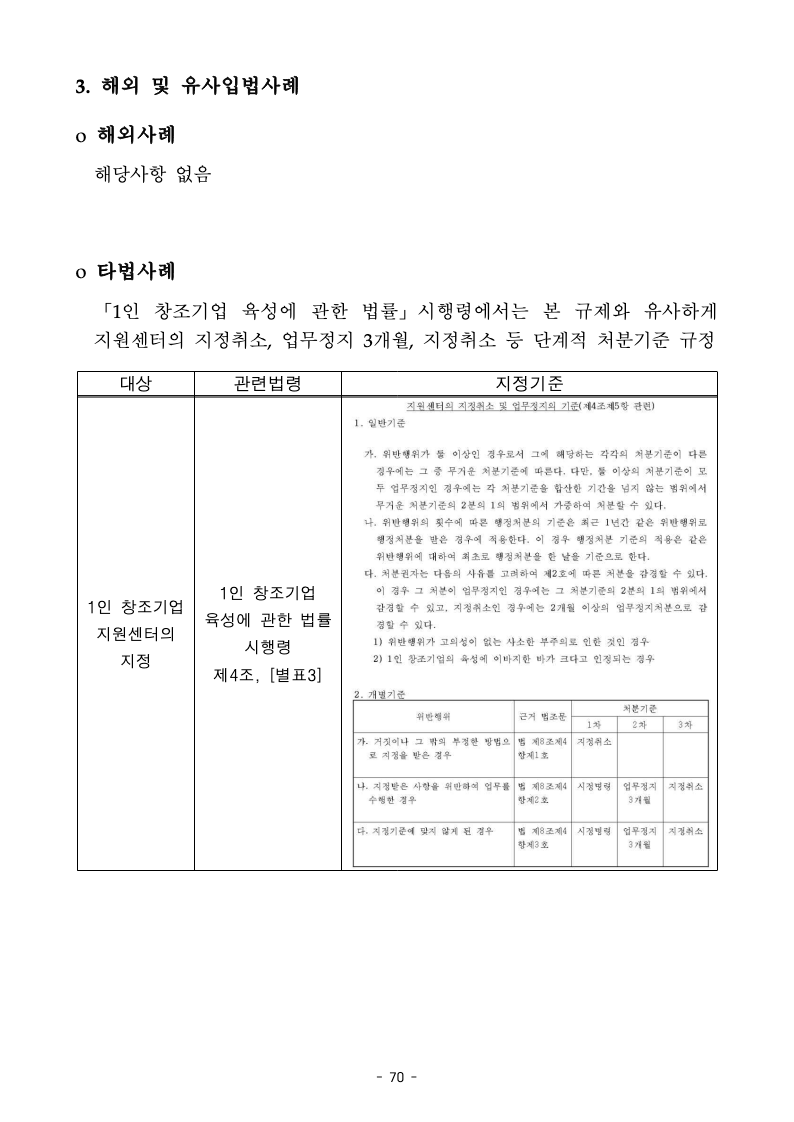 3. 해외 및 유사입법사례
o 해외사례
해당사항 없음
o 타법사례
「1인 창조기업 육성에 관한 법률」시행령에서는 본 규제와 유사하게
지원센터의 지정취소, 업무정지 3개월, 지정취소 등 단계적 처분기준 규정
대상 관련법령 지정기준
1인 창조기업
지원센터의
지정
1인 창조기업
육성에 관한 법률
시행령
제4조, [별표3]
지원센터의 지정취소 및 업무정지의 기준(제4조제5항 관련)
1. 일반기준
가. 위반행위가 둘 이상인 경우로서 그에 해당하는 각각의 처분기준이 다른
경우에는 그 중 무거운 처분기준에 따른다. 다만, 둘 이상의 처분기준이 모
두 업무정지인 경우에는 각 처분기준을 합산한 기간을 넘지 않는 범위에서
무거운 처분기준의 2분의 1의 범위에서 가중하여 처분할 수 있다.
나. 위반행위의 횟수에 따른 행정처분의 기준은 최근 1년간 같은 위반행위로
행정처분을 받은 경우에 적용한다. 이 경우 행정처분 기준의 적용은 같은
위반행위에 대하여 최초로 행정처분을 한 날을 기준으로 한다.
다. 처분권자는 다음의 사유를 고려하여 제2호에 따른 처분을 감경할 수 있다.
이 경우 그 처분이 업무정지인 경우에는 그 처분기준의 2분의 1의 범위에서
감경할 수 있고, 지정취소인 경우에는 2개월 이상의 업무정지처분으로 감
경할 수 있다.
1) 위반행위가 고의성이 없는 사소한 부주의로 인한 것인 경우
2) 1인 창조기업의 육성에 이바지한 바가 크다고 인정되는 경우
2. 개별기준
위반행위 근거 법조문 처분기준
1차 2차 3차
가. 거짓이나 그 밖의 부정한 방법으 법 제8조제4 지정취소
로 지정을 받은 경우 항제1호
나. 지정받은 사항을 위반하여 업무를 법 제8조제4 시정명령 업무정지 지정취소
수행한 경우 항제2호 3개월
다. 지정기준에 맞지 않게 된 경우 법 제8조제4 시정명령 업무정지 지정취소
항제3호 3개월
- 70 -